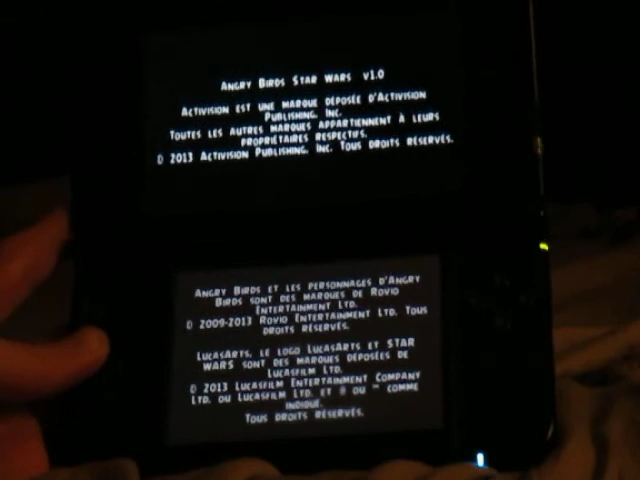 ANGRY BIRDS STAR WARS V1.0
ACTIVISION EST UNE MARQUE DÉPOSÉE D'ACTIVISION
PUBLISHING, INC.
TOUTES LES AUTRES MARQUES APPARTIENNENT À LEURS
PROPRIÉTAIRES RESPECTIFS.
© 2013 ACTIVISION PUBLISHING, INC. TOUS DROITS RÉSERVÉS.
ANGRY BIRDS ET LES PERSONNAGES D'ANGRY
BIRDS SONT DES MARQUES DE ROVIO
ENTERTAINMENT LTD.
© 2009-2013 ROVIO ENTERTAINMENT LTD. TOUS
DROITS RÉSERVÉS.
LUCASARTS, LE LOGO LUCASARTS ET STAR
WARS SONT DES MARQUES DÉPOSÉES DE
LUCASFILM LTD.
© 2013 LUCASFILM ENTERTAINMENT COMPANY
LTD. OU LUCASFILM LTD. ET ® OU ™ COMME
INDIQUÉ.
TOUS DROITS RÉSERVÉS.